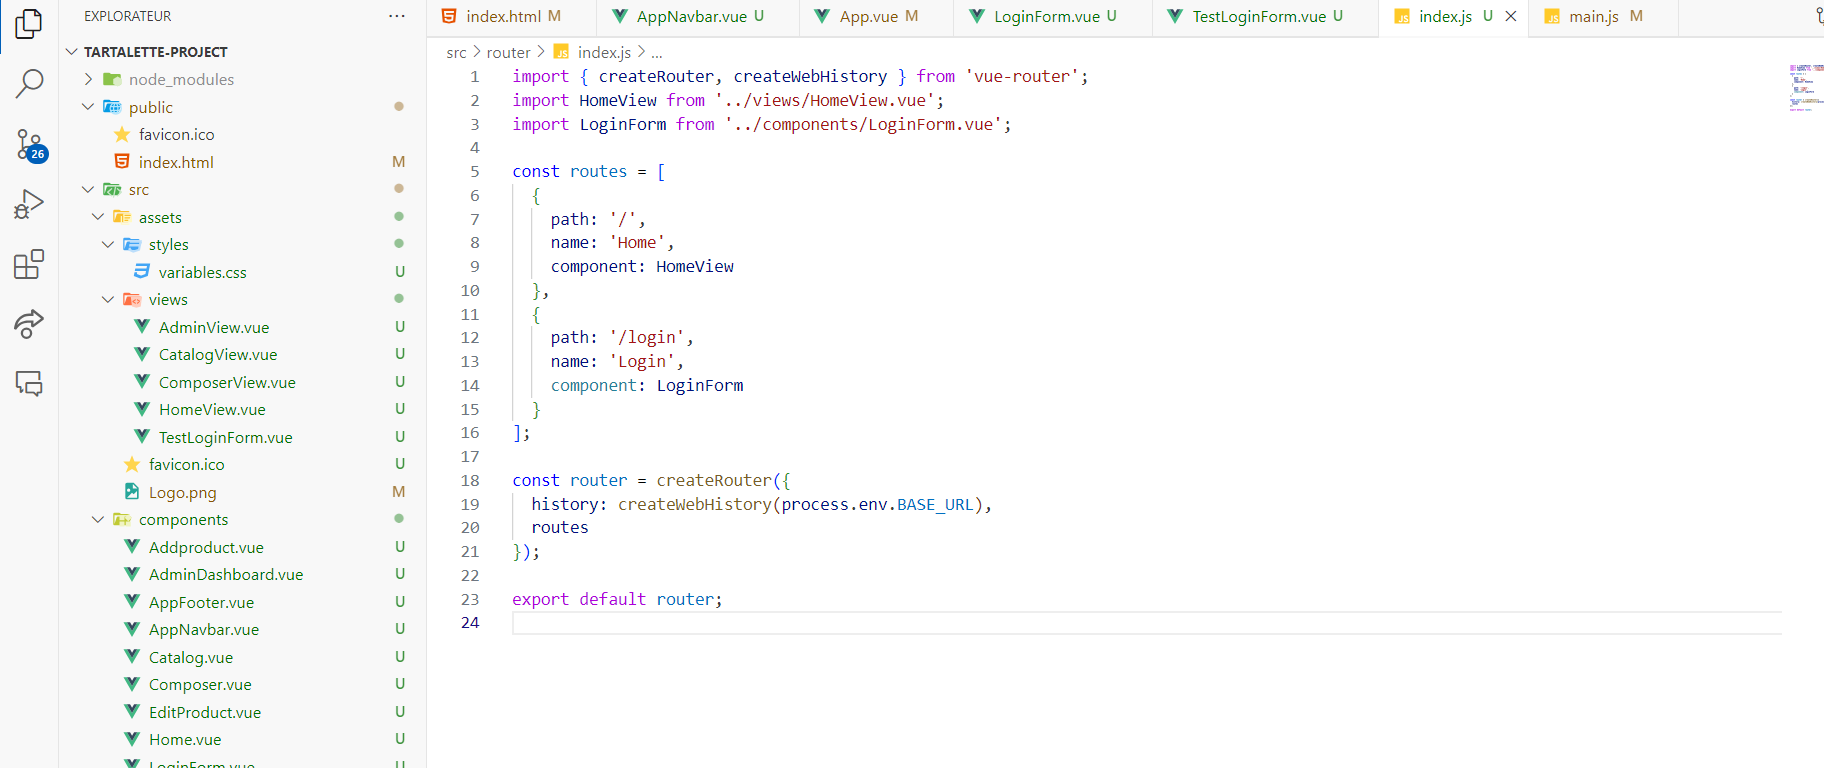 EXPLORATEUR
TARTALETTE-PROJECT
node_modules
public
favicon.ico
index.html M
src
assets
styles
variables.css U
views
AdminView.vue U
CatalogView.vue U
ComposerView.vue U
HomeView.vue U
TestLoginForm.vue U
favicon.ico U
Logo.png M
components
Addproduct.vue U
AdminDashboard.vue U
AppFooter.vue U
AppNavbar.vue U
Catalog.vue U
Composer.vue U
EditProduct.vue U
Home.vue U
LoginForm.vue U
26
index.html M AppNavbar.vue U App.vue M LoginForm.vue U TestLoginForm.vue U JS index.js U JS main.js M
src > router > JS index.js > ...
1 import { createRouter, createWebHistory } from 'vue-router';
2 import HomeView from '../views/HomeView.vue';
3 import LoginForm from '../components/LoginForm.vue';
4
5 const routes = [
6 {
7 path: '/',
8 name: 'Home',
9 component: HomeView
10 },
11 {
12 path: '/login',
13 name: 'Login',
14 component: LoginForm
15 }
16 ];
17
18 const router = createRouter({
19 history: createWebHistory(process.env.BASE_URL),
20 routes
21 });
22
23 export default router;
24